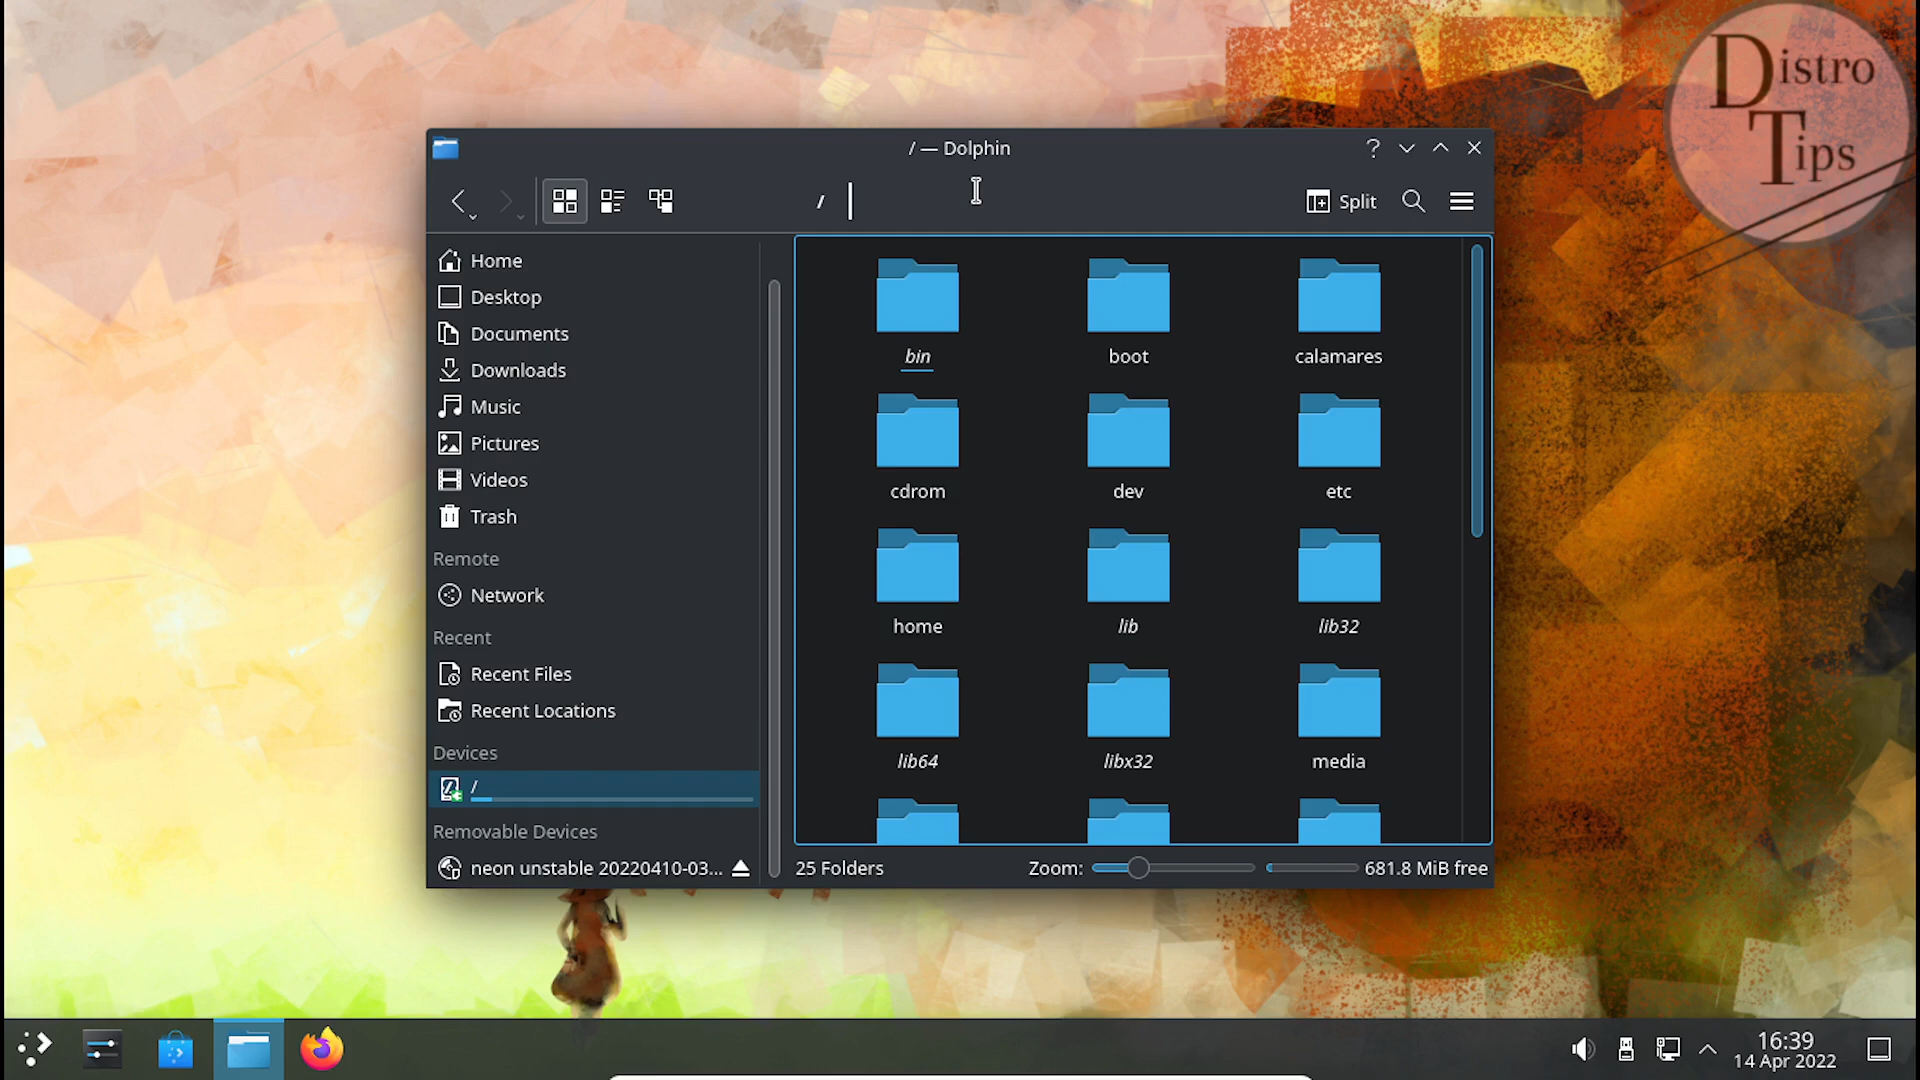 Distro
Tips
/ — Dolphin
/
Split
Home
Desktop
Documents
Downloads
Music
Pictures
Videos
Trash
Remote
Network
Recent
Recent Files
Recent Locations
Devices
/
Removable Devices
neon unstable 20220410-03...
bin
boot
calamares
cdrom
dev
etc
home
lib
lib32
lib64
libx32
media
25 Folders
Zoom:
681.8 MiB free
16:39
14 Apr 2022